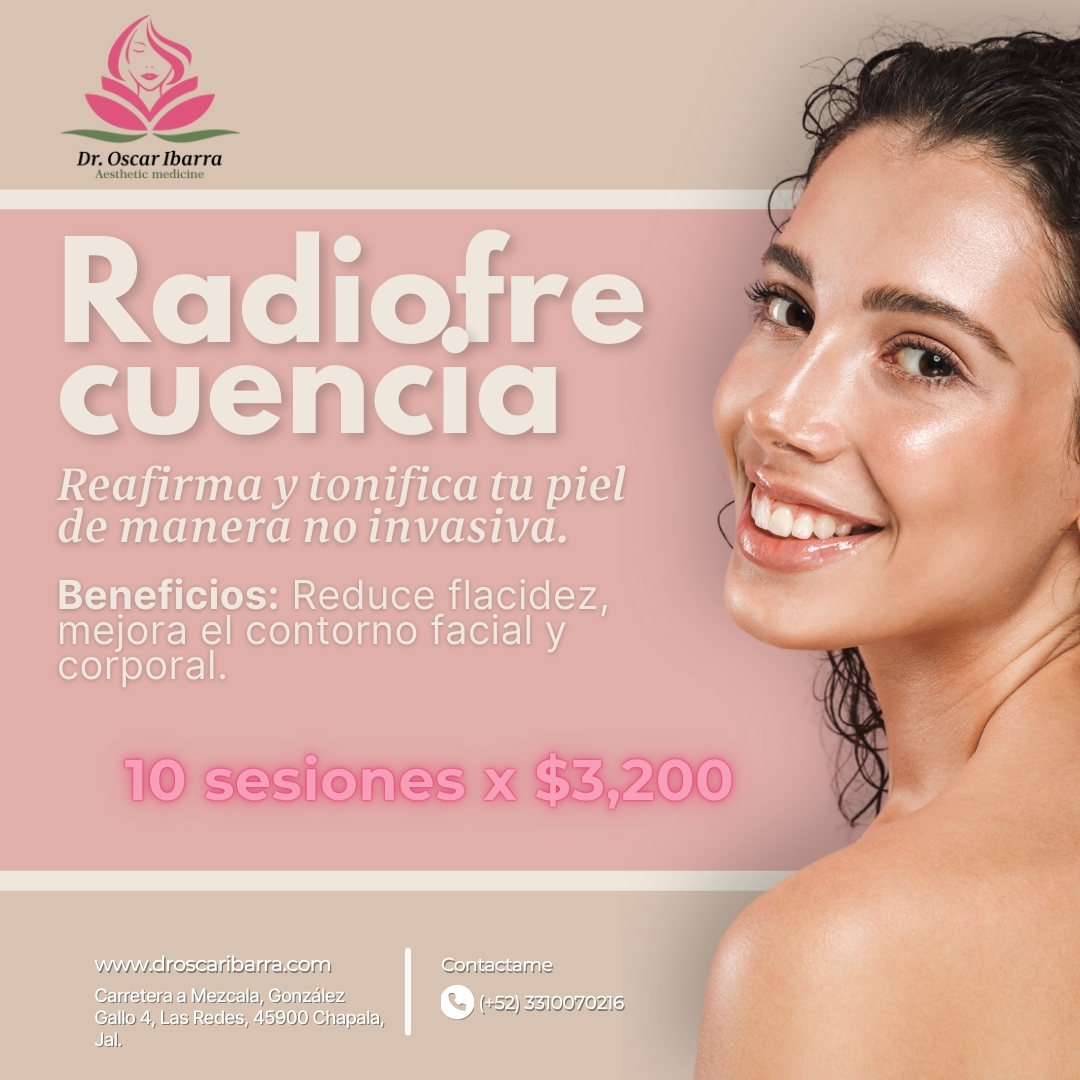 Dr. Oscar Ibarra
Aesthetic medicine
Radiofre
cuencia
Reafirma y tonifica tu piel
de manera no invasiva.
Beneficios: Reduce flacidez,
mejora el contorno facial y
corporal.
10 sesiones x $3,200
www.droscaribarra.com
Carretera a Mezcala, González
Gallo 4, Las Redes, 45900 Chapala,
Jal.
Contactame
(+52) 3310070216